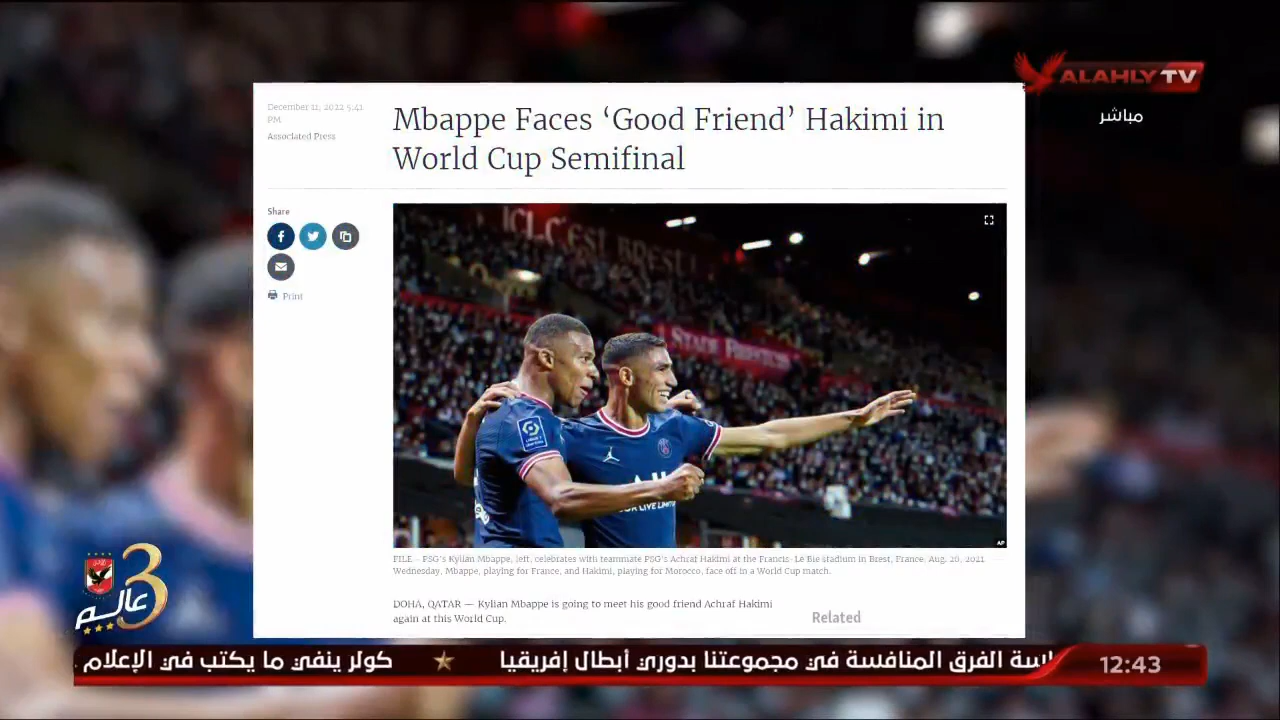 ALAHLY TV
مباشر
December 11, 2022 5:41
PM
Associated Press
Mbappe Faces ‘Good Friend’ Hakimi in
World Cup Semifinal
Share
Print
AP
FILE - PSG's Kylian Mbappe, left, celebrates with teammate PSG's Achraf Hakimi at the Francis-Le Ble stadium in Brest, France, Aug. 20, 2021
Wednesday, Mbappe, playing for France, and Hakimi, playing for Morocco, face off in a World Cup match.
DOHA, QATAR — Kylian Mbappe is going to meet his good friend Achraf Hakimi
again at this World Cup.
Related
3
عالم
الفرق المنافسة في مجموعتنا بدوري أبطال إفريقيا
كولر ينفي ما يكتب في الإعلام
12:43